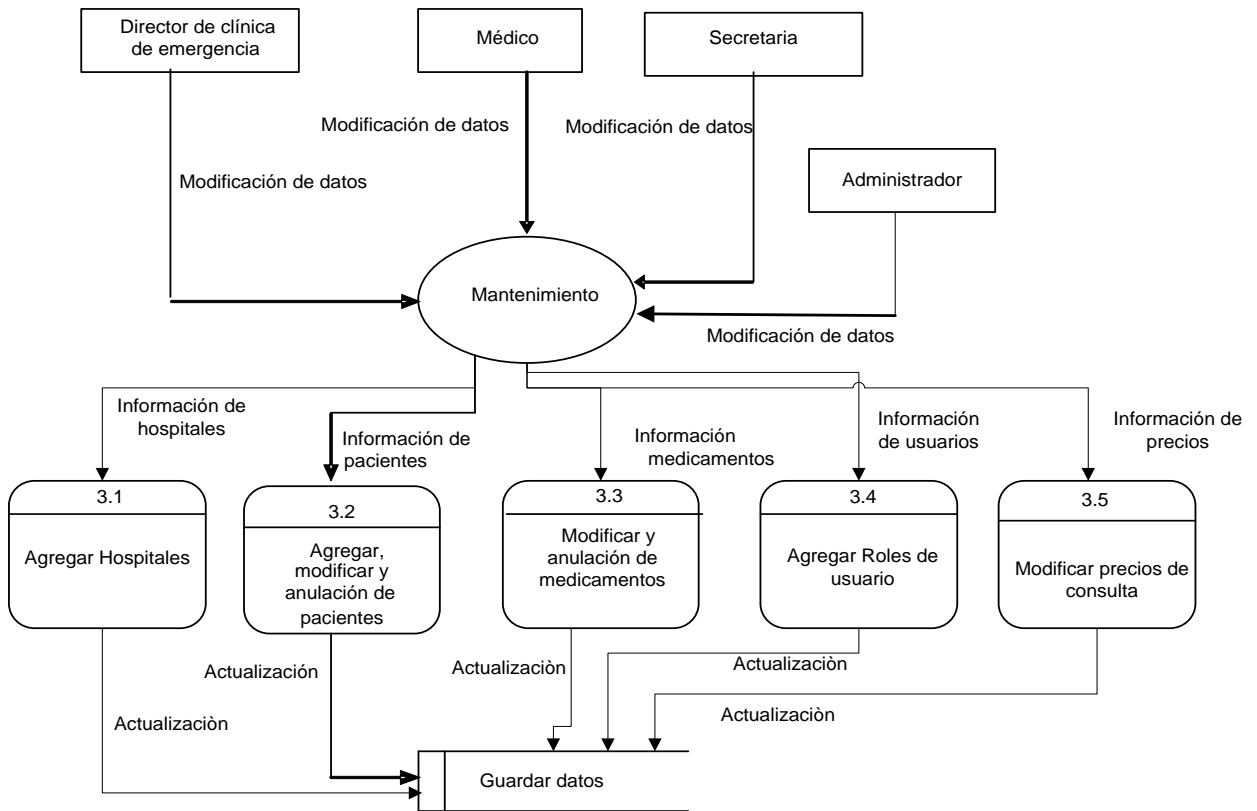 Director de clínica
de emergencia
Médico
Secretaria
Modificación de datos
Modificación de datos
Modificación de datos
Administrador
Mantenimiento
Modificación de datos
Información de
hospitales
Información de
pacientes
Información
medicamentos
Información
de usuarios
Información de
precios
3.1
Agregar Hospitales
3.2
Agregar,
modificar y
anulación de
pacientes
3.3
Modificar y
anulación de
medicamentos
3.4
Agregar Roles de
usuario
3.5
Modificar precios de
consulta
Actualización
Actualizaciòn
Actualizaciòn
Actualizaciòn
Actualizaciòn
Guardar datos